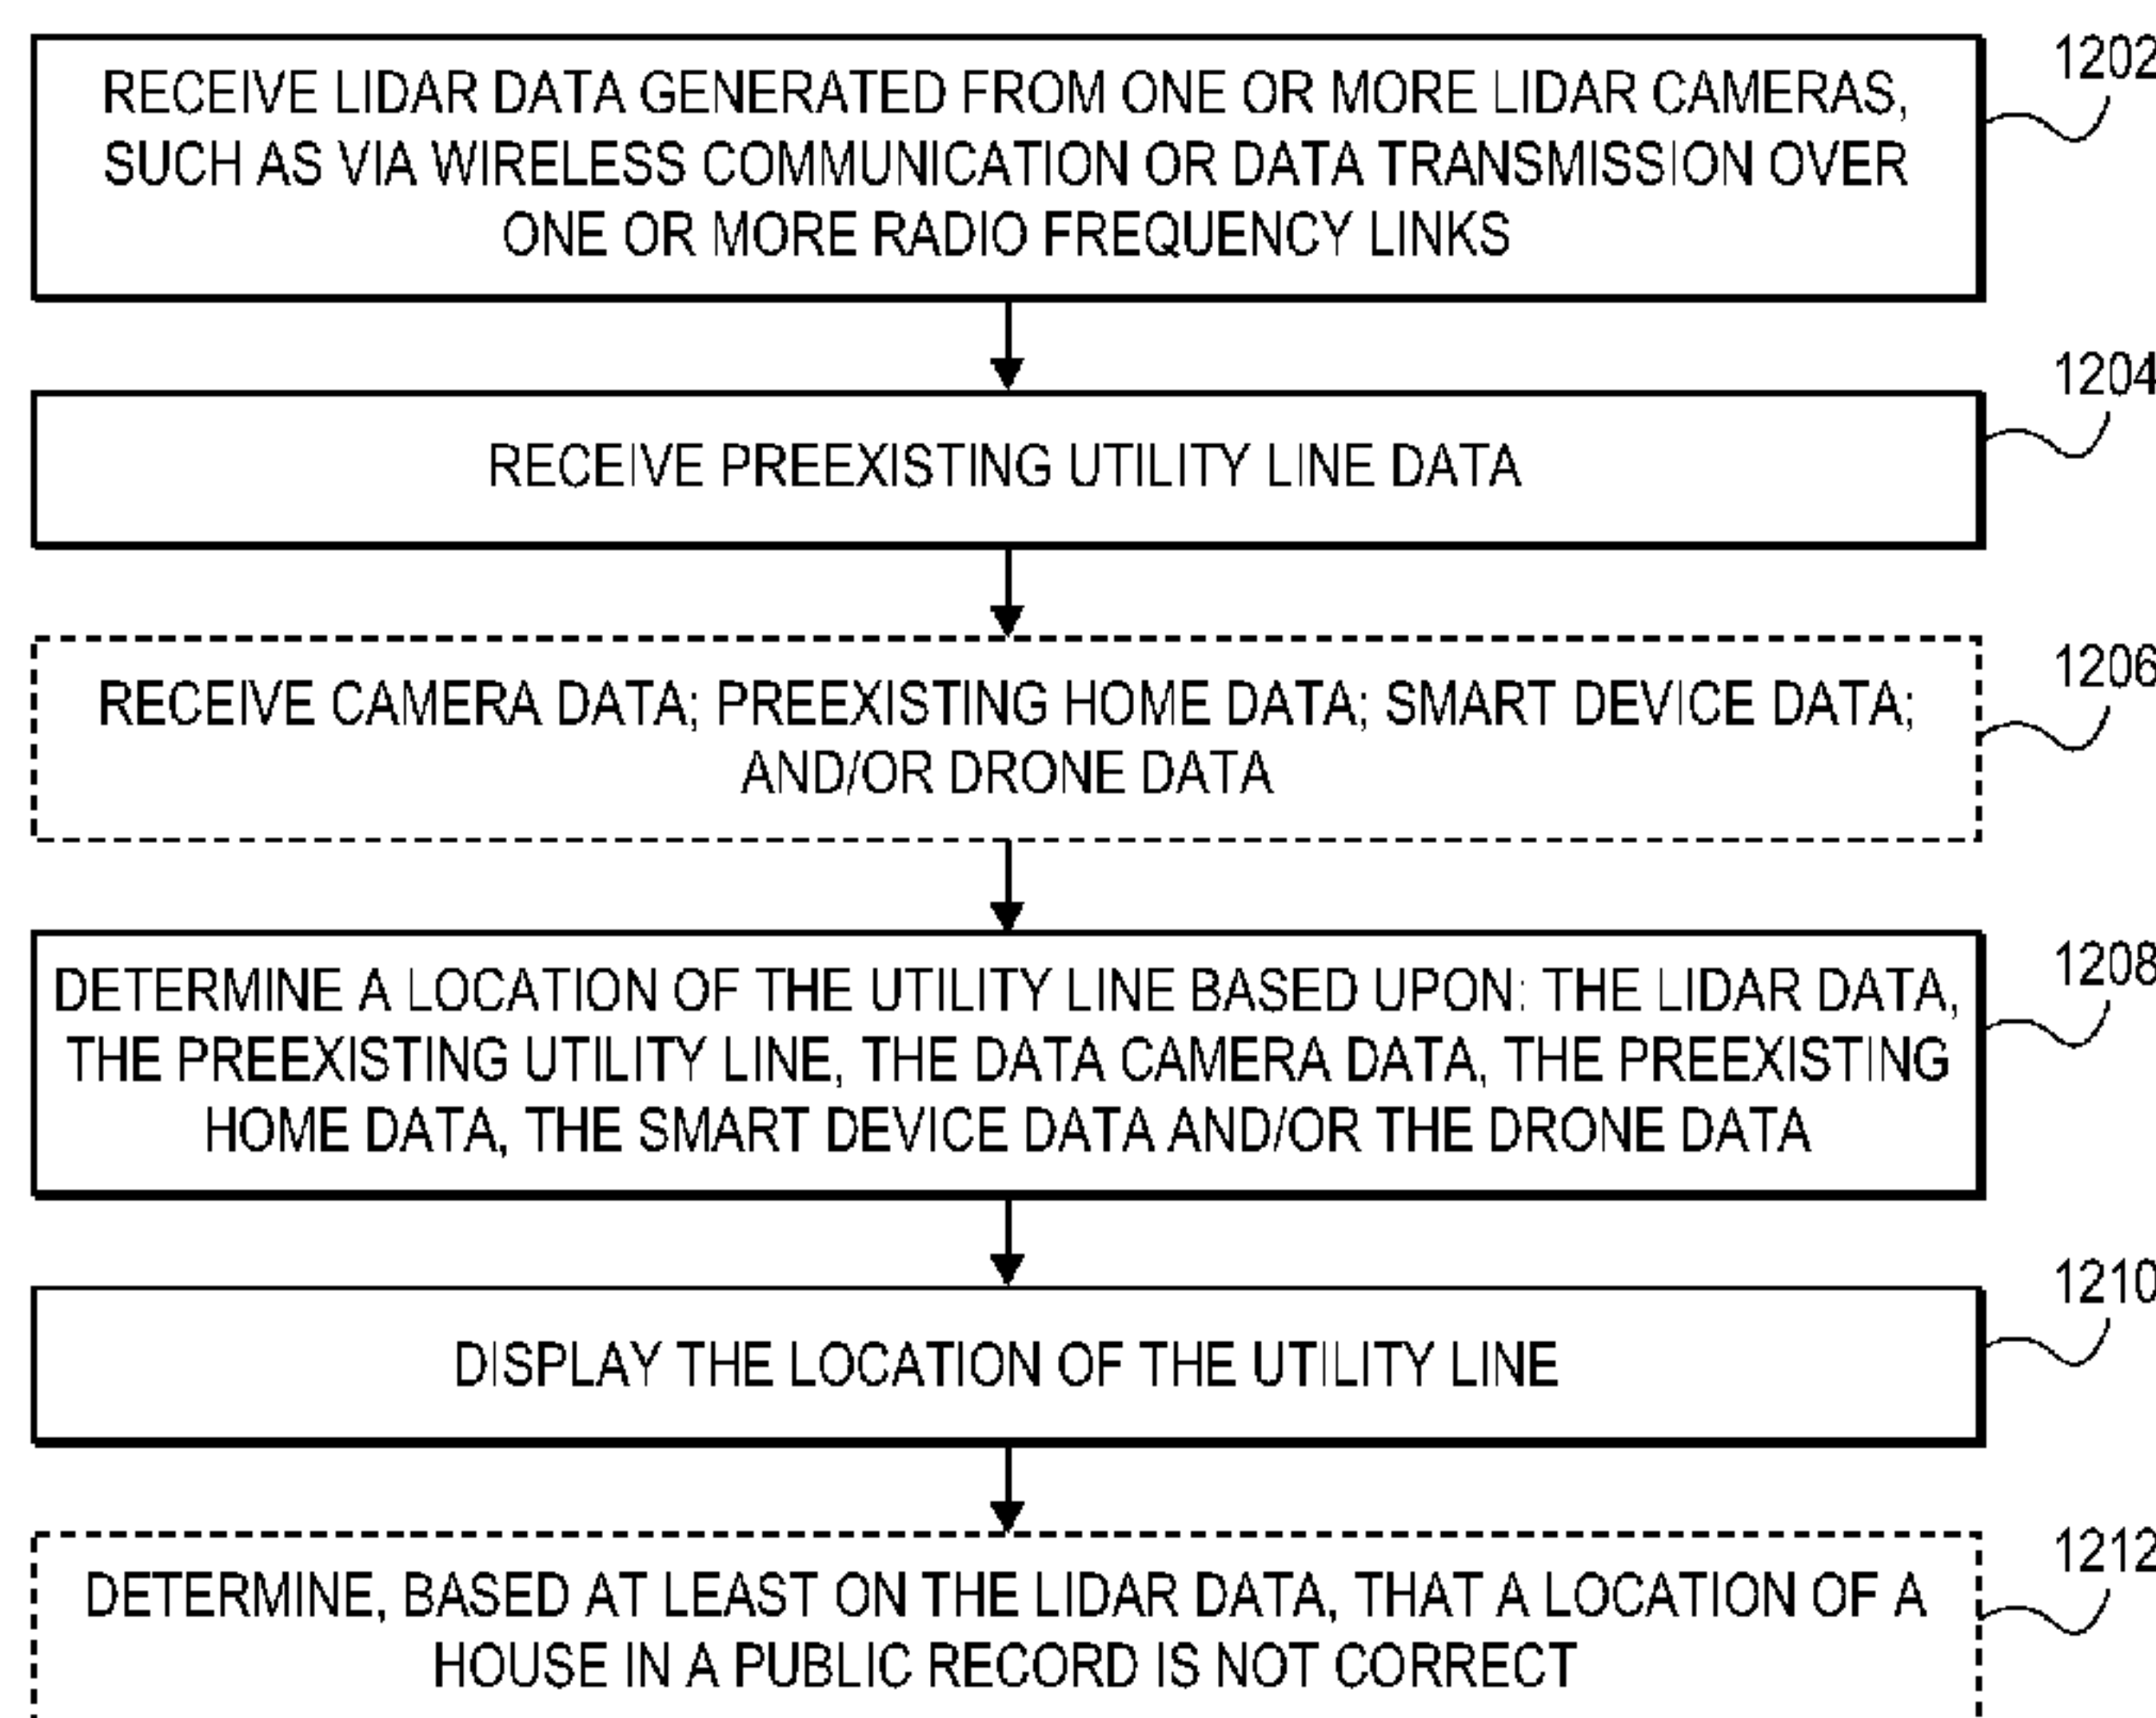 1202
RECEIVE LIDAR DATA GENERATED FROM ONE OR MORE LIDAR CAMERAS,
SUCH AS VIA WIRELESS COMMUNICATION OR DATA TRANSMISSION OVER
ONE OR MORE RADIO FREQUENCY LINKS
1204
RECEIVE PREEXISTING UTILITY LINE DATA
1206
RECEIVE CAMERA DATA; PREEXISTING HOME DATA; SMART DEVICE DATA;
AND/OR DRONE DATA
1208
DETERMINE A LOCATION OF THE UTILITY LINE BASED UPON: THE LIDAR DATA,
THE PREEXISTING UTILITY LINE, THE DATA CAMERA DATA, THE PREEXISTING
HOME DATA, THE SMART DEVICE DATA AND/OR THE DRONE DATA
1210
DISPLAY THE LOCATION OF THE UTILITY LINE
1212
DETERMINE, BASED AT LEAST ON THE LIDAR DATA, THAT A LOCATION OF A
HOUSE IN A PUBLIC RECORD IS NOT CORRECT